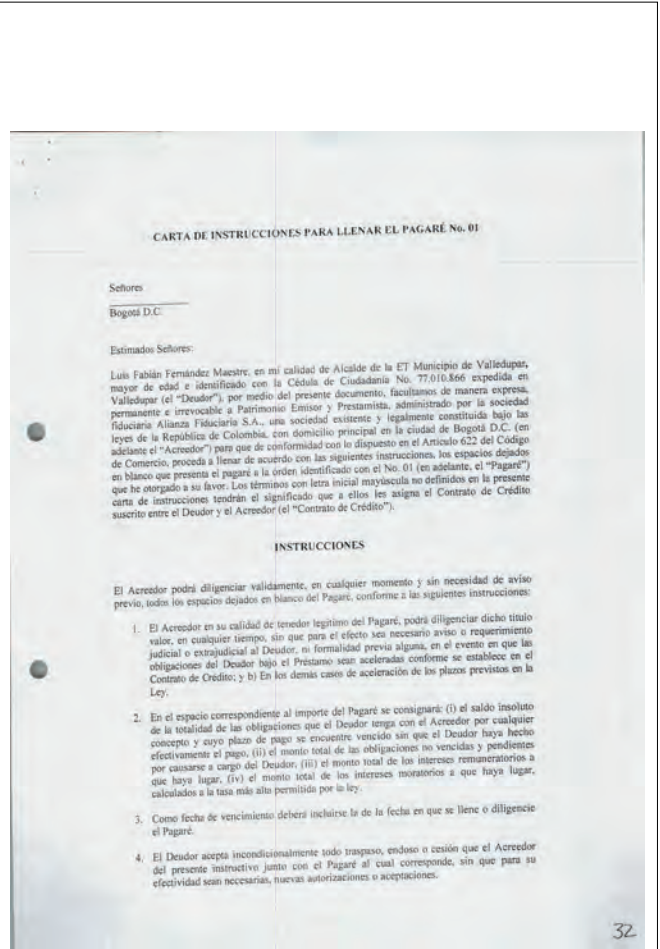 CARTA DE INSTRUCCIONES PARA LLENAR EL PAGARÉ No. 01
Señores
Bogotá D.C.
Estimados Señores:
Luis Fabián Fernández Maestre, en mi calidad de Alcalde de la ET Municipio de Valledupar,
mayor de edad e identificado con la Cédula de Ciudadanía No. 77.010.866 expedida en
Valledupar (el "Deudor"), por medio del presente documento, facultamos de manera expresa,
permanente e irrevocable a Patrimonio Emisor y Prestamista, administrado por la sociedad
fiduciaria Alianza Fiduciaria S.A., una sociedad existente y legalmente constituida bajo las
leyes de la República de Colombia, con domicilio principal en la ciudad de Bogotá D.C. (en
adelante el "Acreedor") para que de conformidad con lo dispuesto en el Articulo 622 del Código
de Comercio, proceda a llenar de acuerdo con las siguientes instrucciones, los espacios dejados
en blanco que presenta el pagaré a la orden identificado con el No. 01 (en adelante, el "Pagaré")
que he otorgado a su favor. Los términos con letra inicial mayúscula no definidos en la presente
carta de instrucciones tendrán el significado que a ellos les asigna el Contrato de Crédito
suscrito entre el Deudor y el Acreedor (el "Contrato de Crédito").
INSTRUCCIONES
El Acreedor podrá diligenciar validamente, en cualquier momento y sin necesidad de aviso
previo, todos los espacios dejados en blanco del Pagaré, conforme a las siguientes instrucciones:
1. El Acreedor en su calidad de tenedor legitimo del Pagaré, podrá diligenciar dicho titulo
valor, en cualquier tiempo, sin que para el efecto sea necesario aviso o requerimiento
judicial o extrajudicial al Deudor, ni formalidad previa alguna, en el evento en que las
obligaciones del Deudor bajo el Préstamo sean aceleradas conforme se establece en el
Contrato de Crédito; y b) En los demás casos de aceleración de los plazos previstos en la
Ley.
2. En el espacio correspondiente al importe del Pagaré se consignará: (i) el saldo insoluto
de la totalidad de las obligaciones que el Deudor tenga con el Acreedor por cualquier
concepto y cuyo plazo de pago se encuentre vencido sin que el Deudor haya hecho
efectivamente el pago, (ii) el monto total de las obligaciones no vencidas y pendientes
por causarse a cargo del Deudor, (iii) el monto total de los intereses remuneratorios a
que haya lugar, (iv) el monto total de los intereses moratorios a que haya lugar,
calculados a la tasa más alta permitida por la ley.
3. Como fecha de vencimiento deberá incluirse la de la fecha en que se llene o diligencie
el Pagaré.
4. El Deudor acepta incondicionalmente todo traspaso, endoso o cesión que el Acreedor
del presente instructivo junto con el Pagaré al cual corresponde, sin que para su
efectividad sean necesarias, nuevas autorizaciones o aceptaciones.
32